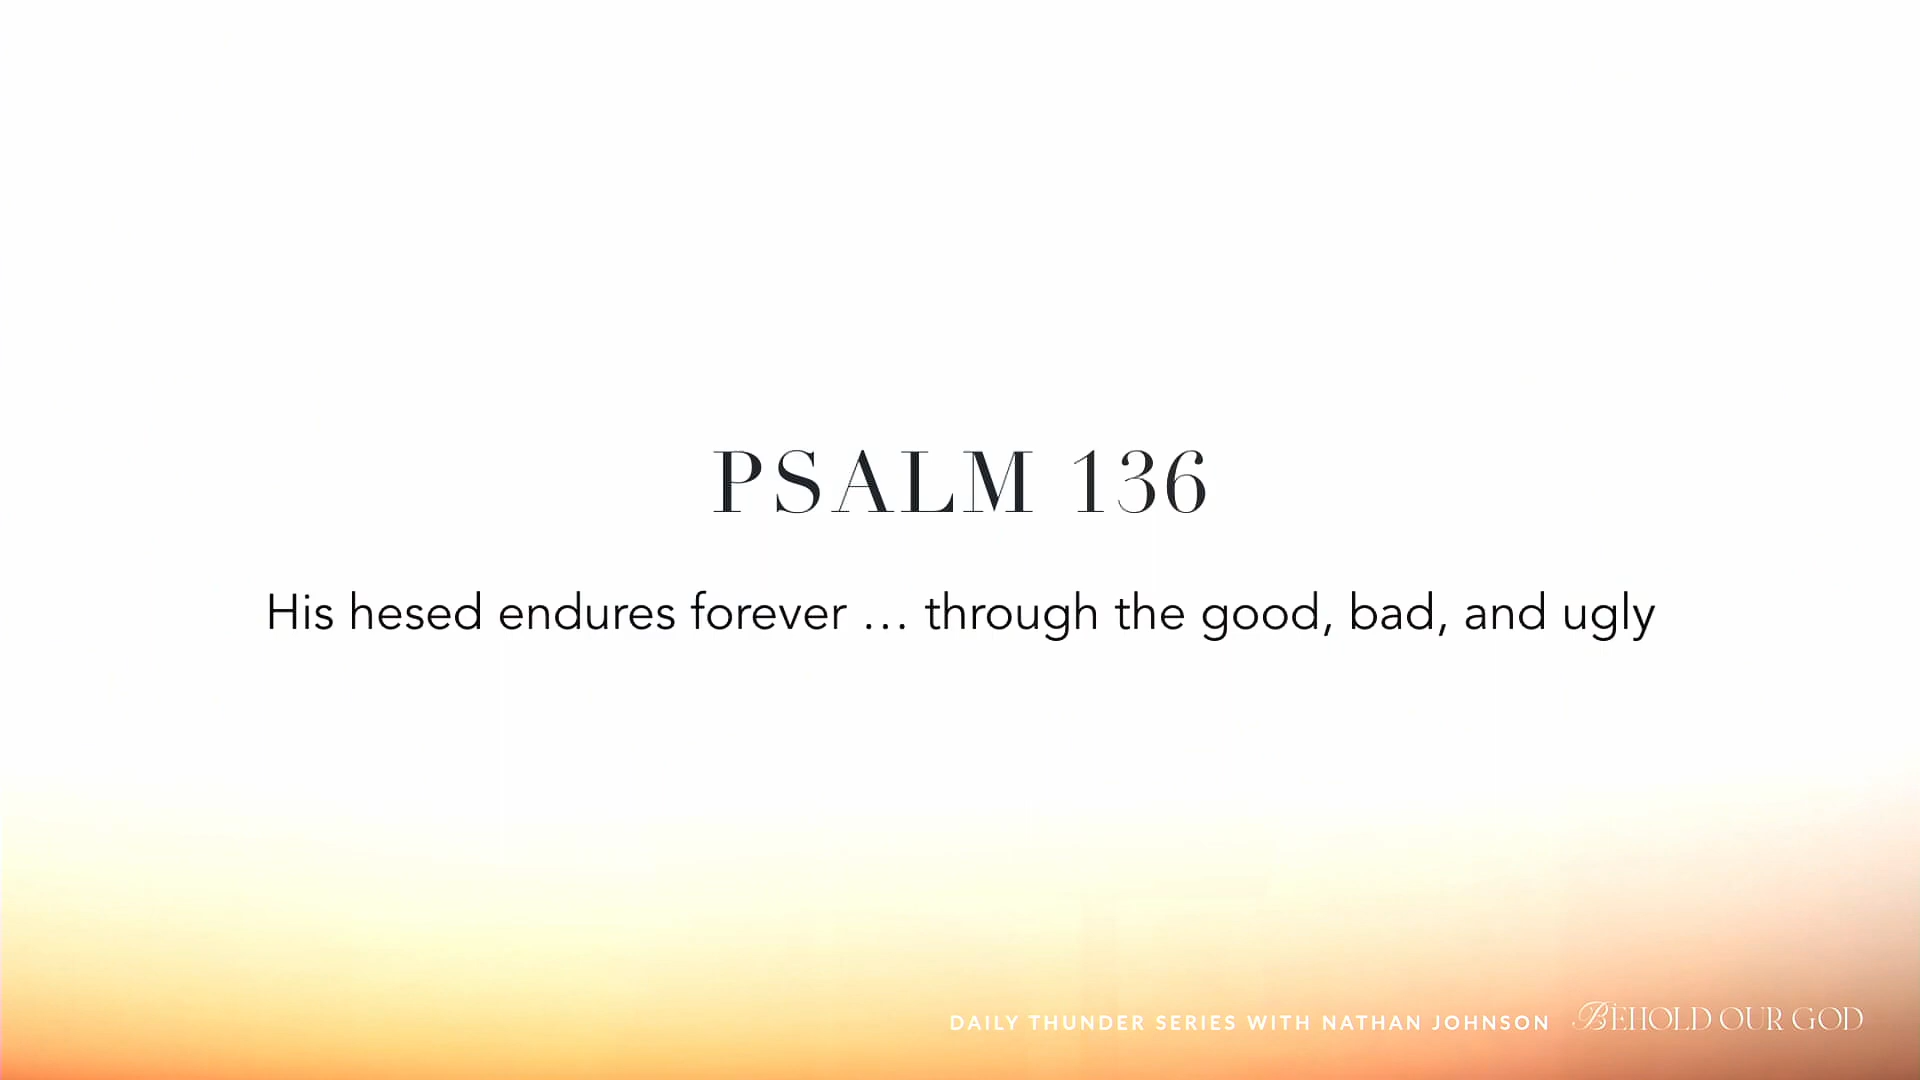 PSALM 136
His hesed endures forever … through the good, bad, and ugly
DAILY THUNDER SERIES WITH NATHAN JOHNSON BEHOLD OUR GOD